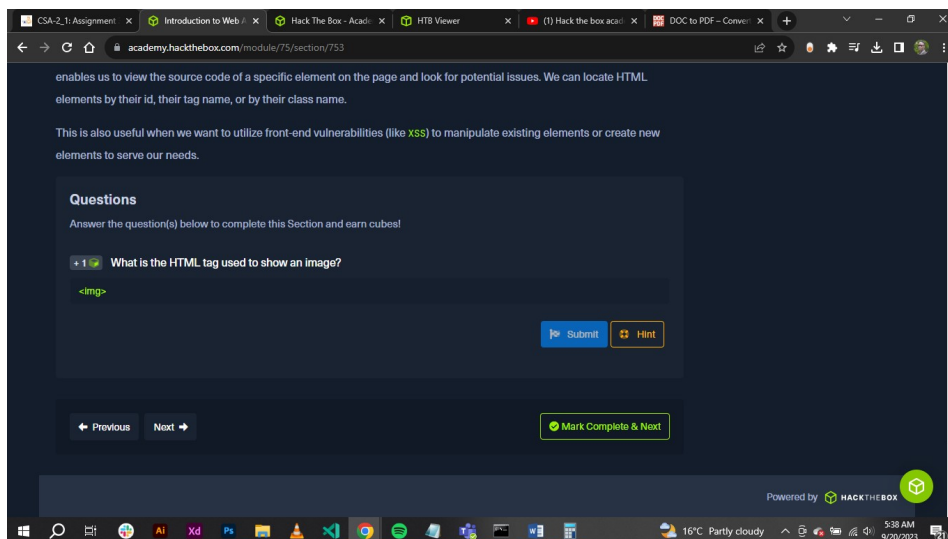 CSA-2_1: Assignment
Introduction to Web A
Hack The Box - Acade
HTB Viewer
(1) Hack the box acad
DOC to PDF – Convert
academy.hackthebox.com/module/75/section/753
enables us to view the source code of a specific element on the page and look for potential issues. We can locate HTML
elements by their id, their tag name, or by their class name.
This is also useful when we want to utilize front-end vulnerabilities (like XSS) to manipulate existing elements or create new
elements to serve our needs.
Questions
Answer the question(s) below to complete this Section and earn cubes!
+ 1 What is the HTML tag used to show an image?
<img>
Submit
Hint
Previous
Next
Mark Complete & Next
Powered by HACKTHEBOX
Ai Xd Ps
16°C Partly cloudy
5:38 AM
9/20/2023
21